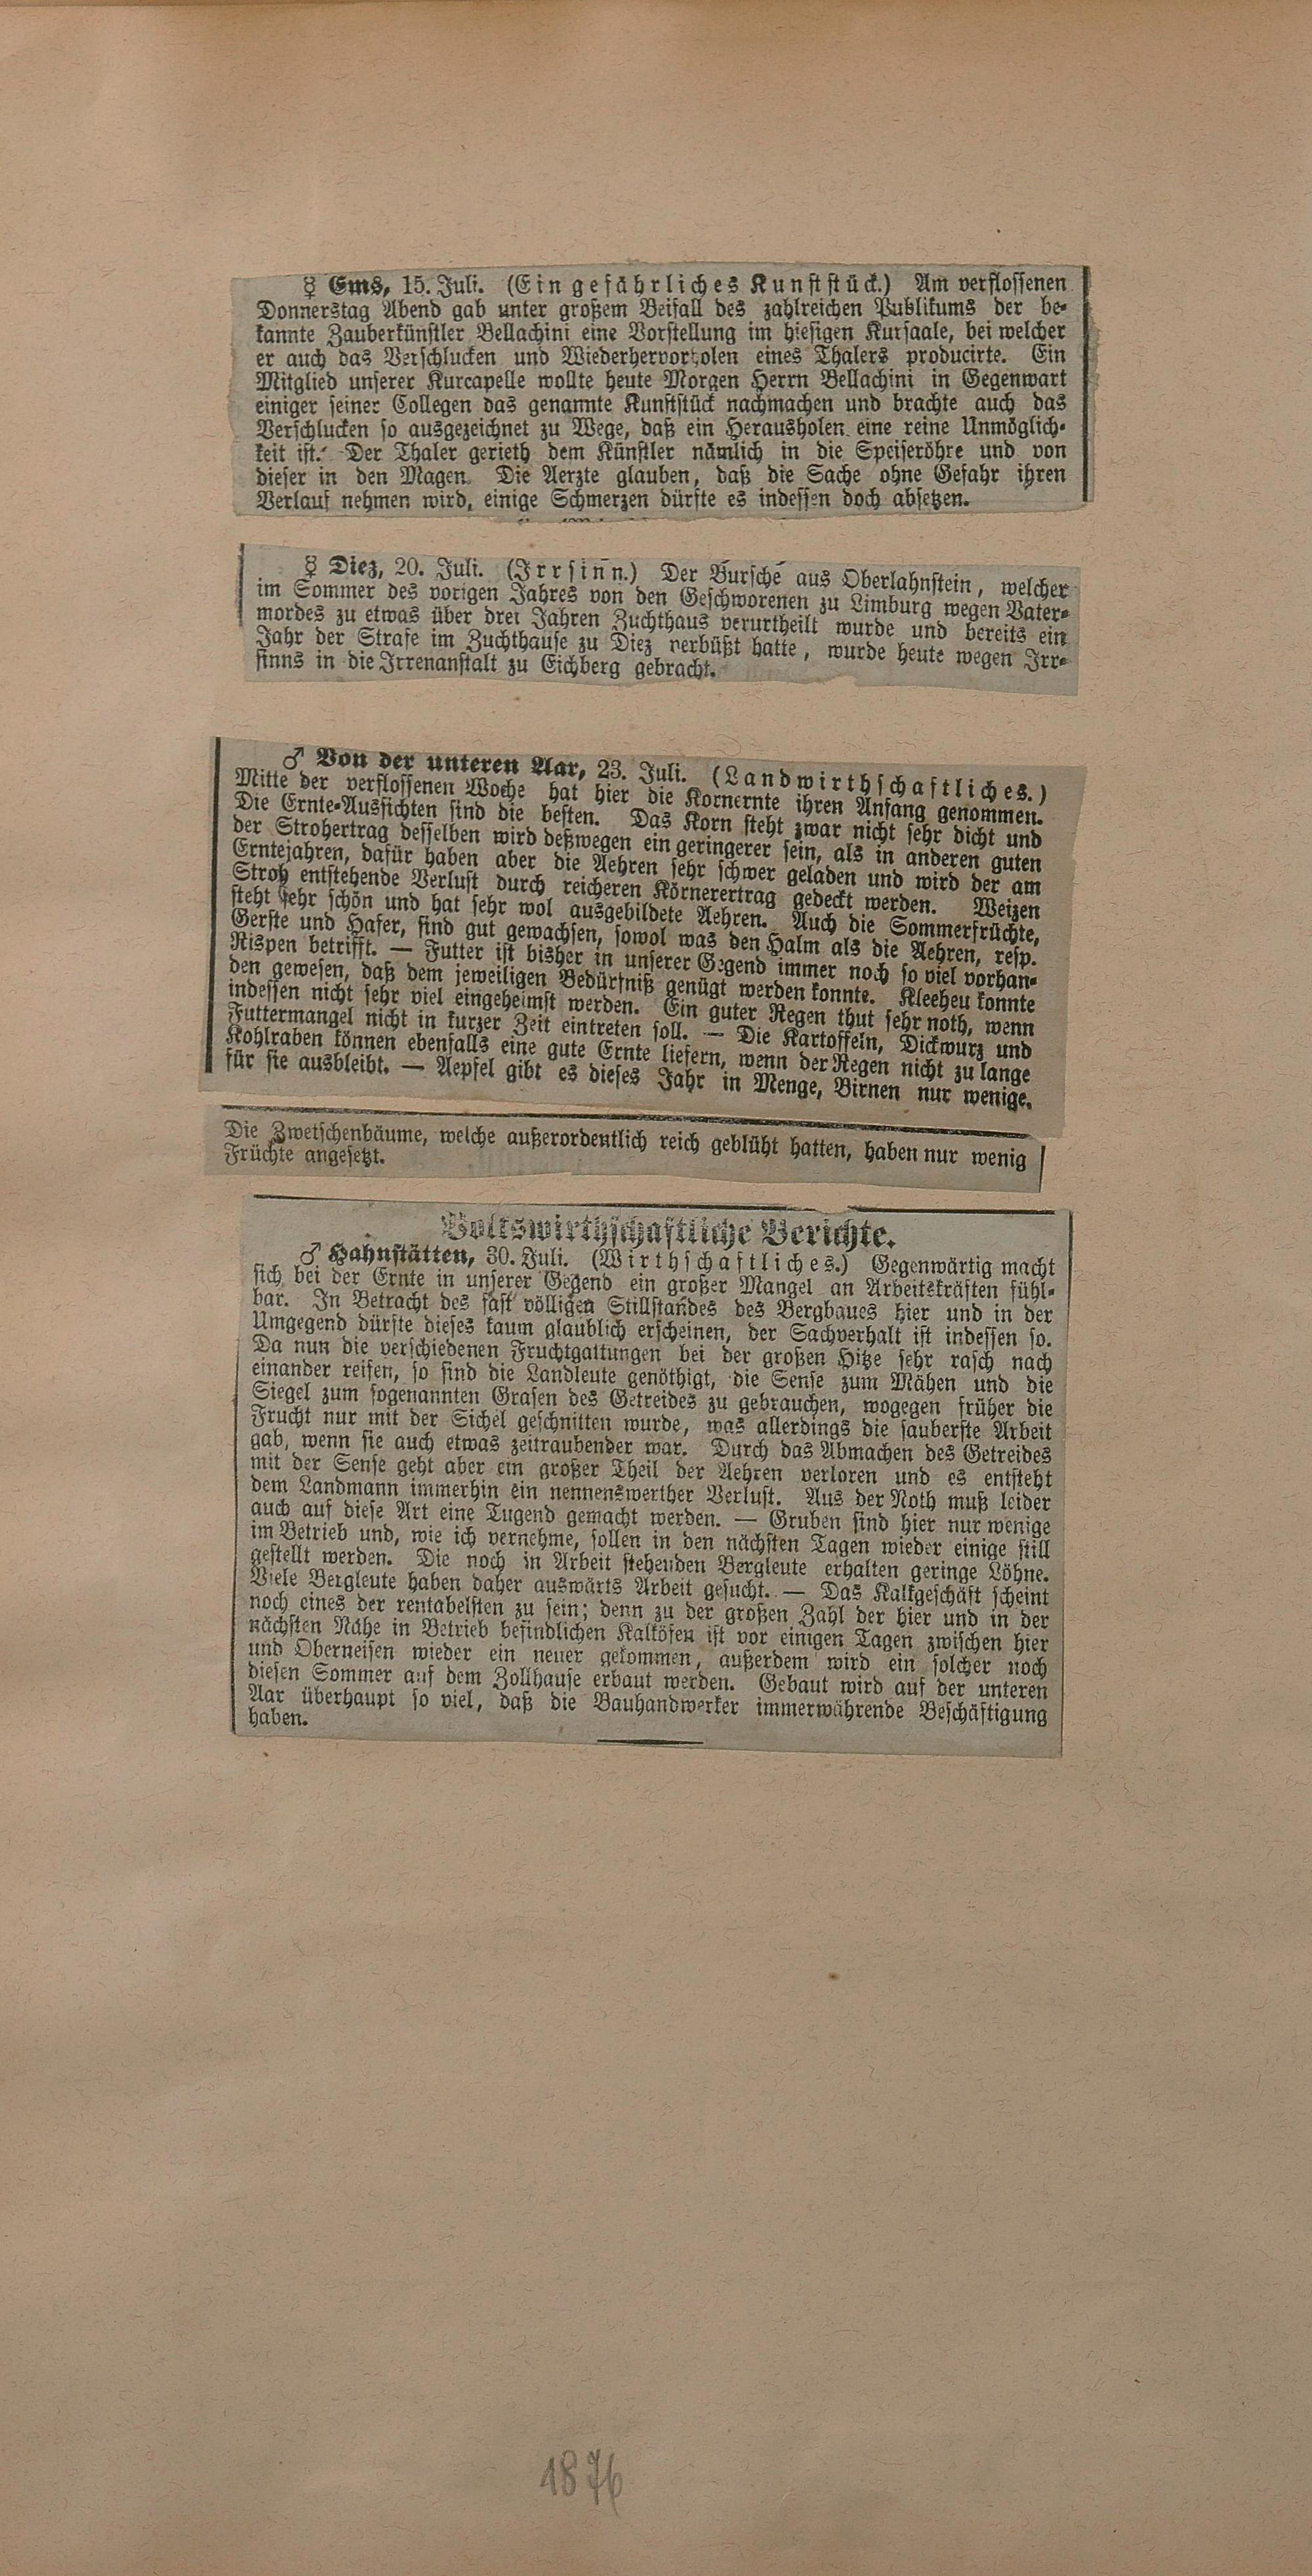 ☿ Ems, 15. Juli. (Ein gefährliches Kunststück.) Am verflossenen
Donnerstag Abend gab unter großem Beifall des zahlreichen Publikums der be-
kannte Zauberkünstler Bellachini eine Vorstellung im hiesigen Kursaale, bei welcher
er auch das Verschlucken und Wiederhervorholen eines Thalers producirte. Ein
Mitglied unserer Kurcapelle wollte heute Morgen Herrn Bellachini in Gegenwart
einiger seiner Collegen das genannte Kunststück nachmachen und brachte auch das
Verschlucken so ausgezeichnet zu Wege, daß ein Herausholen eine reine Unmöglich-
keit ist. Der Thaler gerieth dem Künstler nämlich in die Speiseröhre und von
dieser in den Magen. Die Aerzte glauben, daß die Sache ohne Gefahr ihren
Verlauf nehmen wird, einige Schmerzen dürfte es indessen doch absetzen.
☿ Diez, 20. Juli. (Irrsinn.) Der Bursche aus Oberlahnstein, welcher
im Sommer des vorigen Jahres von den Geschworenen zu Limburg wegen Vater-
mordes zu etwas über drei Jahren Zuchthaus verurtheilt wurde und bereits ein
Jahr der Strafe im Zuchthause zu Diez verbüßt hatte, wurde heute wegen Irr-
sinns in die Irrenanstalt zu Eichberg gebracht.
♂ Von der unteren Aar, 23. Juli. (Landwirthschaftliches.)
Mitte der verflossenen Woche hat hier die Kornernte ihren Anfang genommen.
Die Ernte-Aussichten sind die besten. Das Korn steht zwar nicht sehr dicht und
der Strohertrag desselben wird deßwegen ein geringerer sein, als in anderen guten
Erntejahren, dafür haben aber die Aehren sehr schwer geladen und wird der am
Stroh entstehende Verlust durch reicheren Körnerertrag gedeckt werden. Weizen
steht sehr schön und hat sehr wol ausgebildete Aehren. Auch die Sommerfrüchte,
Gerste und Hafer, sind gut gewachsen, sowol was den Halm als die Aehren, resp.
Rispen betrifft. — Futter ist bisher in unserer Gegend immer noch so viel vorhan-
den gewesen, daß dem jeweiligen Bedürfniß genügt werden konnte. Kleeheu konnte
indessen nicht sehr viel eingeheimst werden. Ein guter Regen thut sehr noth, wenn
Futtermangel nicht in kurzer Zeit eintreten soll. — Die Kartoffeln, Dickwurz und
Kohlraben können ebenfalls eine gute Ernte liefern, wenn der Regen nicht zu lange
für sie ausbleibt. — Aepfel gibt es dieses Jahr in Menge, Birnen nur wenige.
Die Zwetschenbäume, welche außerordentlich reich geblüht hatten, haben nur wenig
Früchte angesetzt.
Volkswirthschaftliche Berichte.
♂ Hahnstätten, 30. Juli. (Wirthschaftliches.) Gegenwärtig macht
sich bei der Ernte in unserer Gegend ein großer Mangel an Arbeitskräften fühl-
bar. In Betracht des fast völligen Stillstandes des Bergbaues hier und in der
Umgegend dürfte dieses kaum glaublich erscheinen, der Sachverhalt ist indessen so.
Da nun die verschiedenen Fruchtgattungen bei der großen Hitze sehr rasch nach
einander reifen, so sind die Landleute genöthigt, die Sense zum Mähen und die
Siegel zum sogenannten Grasen des Getreides zu gebrauchen, wogegen früher die
Frucht nur mit der Sichel geschnitten wurde, was allerdings die sauberste Arbeit
gab, wenn sie auch etwas zeitraubender war. Durch das Abmachen des Getreides
mit der Sense geht aber ein großer Theil der Aehren verloren und es entsteht
dem Landmann immerhin ein nennenswerther Verlust. Aus der Noth muß leider
auch auf diese Art eine Tugend gemacht werden. — Gruben sind hier nur wenige
im Betrieb und, wie ich vernehme, sollen in den nächsten Tagen wieder einige still
gestellt werden. Die noch in Arbeit stehenden Bergleute erhalten geringe Löhne.
Viele Bergleute haben daher auswärts Arbeit gesucht. — Das Kalkgeschäft scheint
noch eines der rentabelsten zu sein; denn zu der großen Zahl der hier und in der
nächsten Nähe in Betrieb befindlichen Kalköfen ist vor einigen Tagen zwischen hier
und Oberneisen wieder ein neuer gekommen, außerdem wird ein solcher noch
diesen Sommer auf dem Zollhause erbaut werden. Gebaut wird auf der unteren
Aar überhaupt so viel, daß die Bauhandwerker immerwährende Beschäftigung
haben.
1876